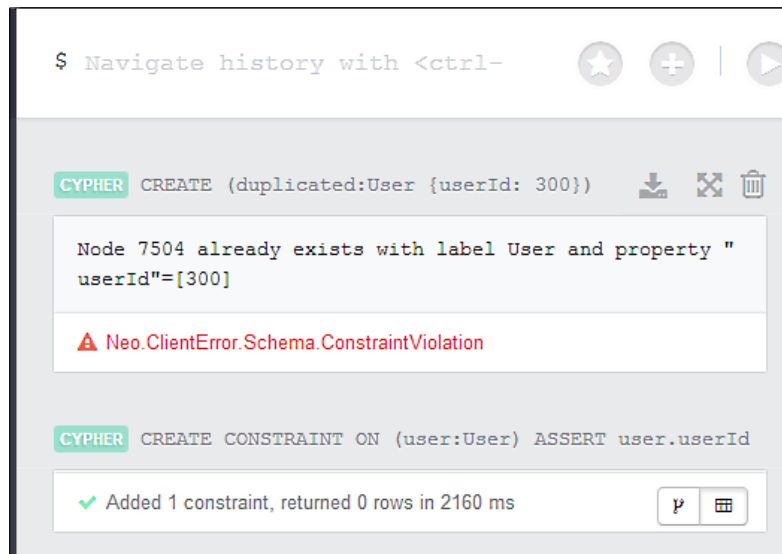 $ Navigate history with <ctrl-
CYPHER CREATE (duplicated:User {userId: 300})
Node 7504 already exists with label User and property "
userId"=[300]
Neo.ClientError.Schema.ConstraintViolation
CYPHER CREATE CONSTRAINT ON (user:User) ASSERT user.userId
Added 1 constraint, returned 0 rows in 2160 ms